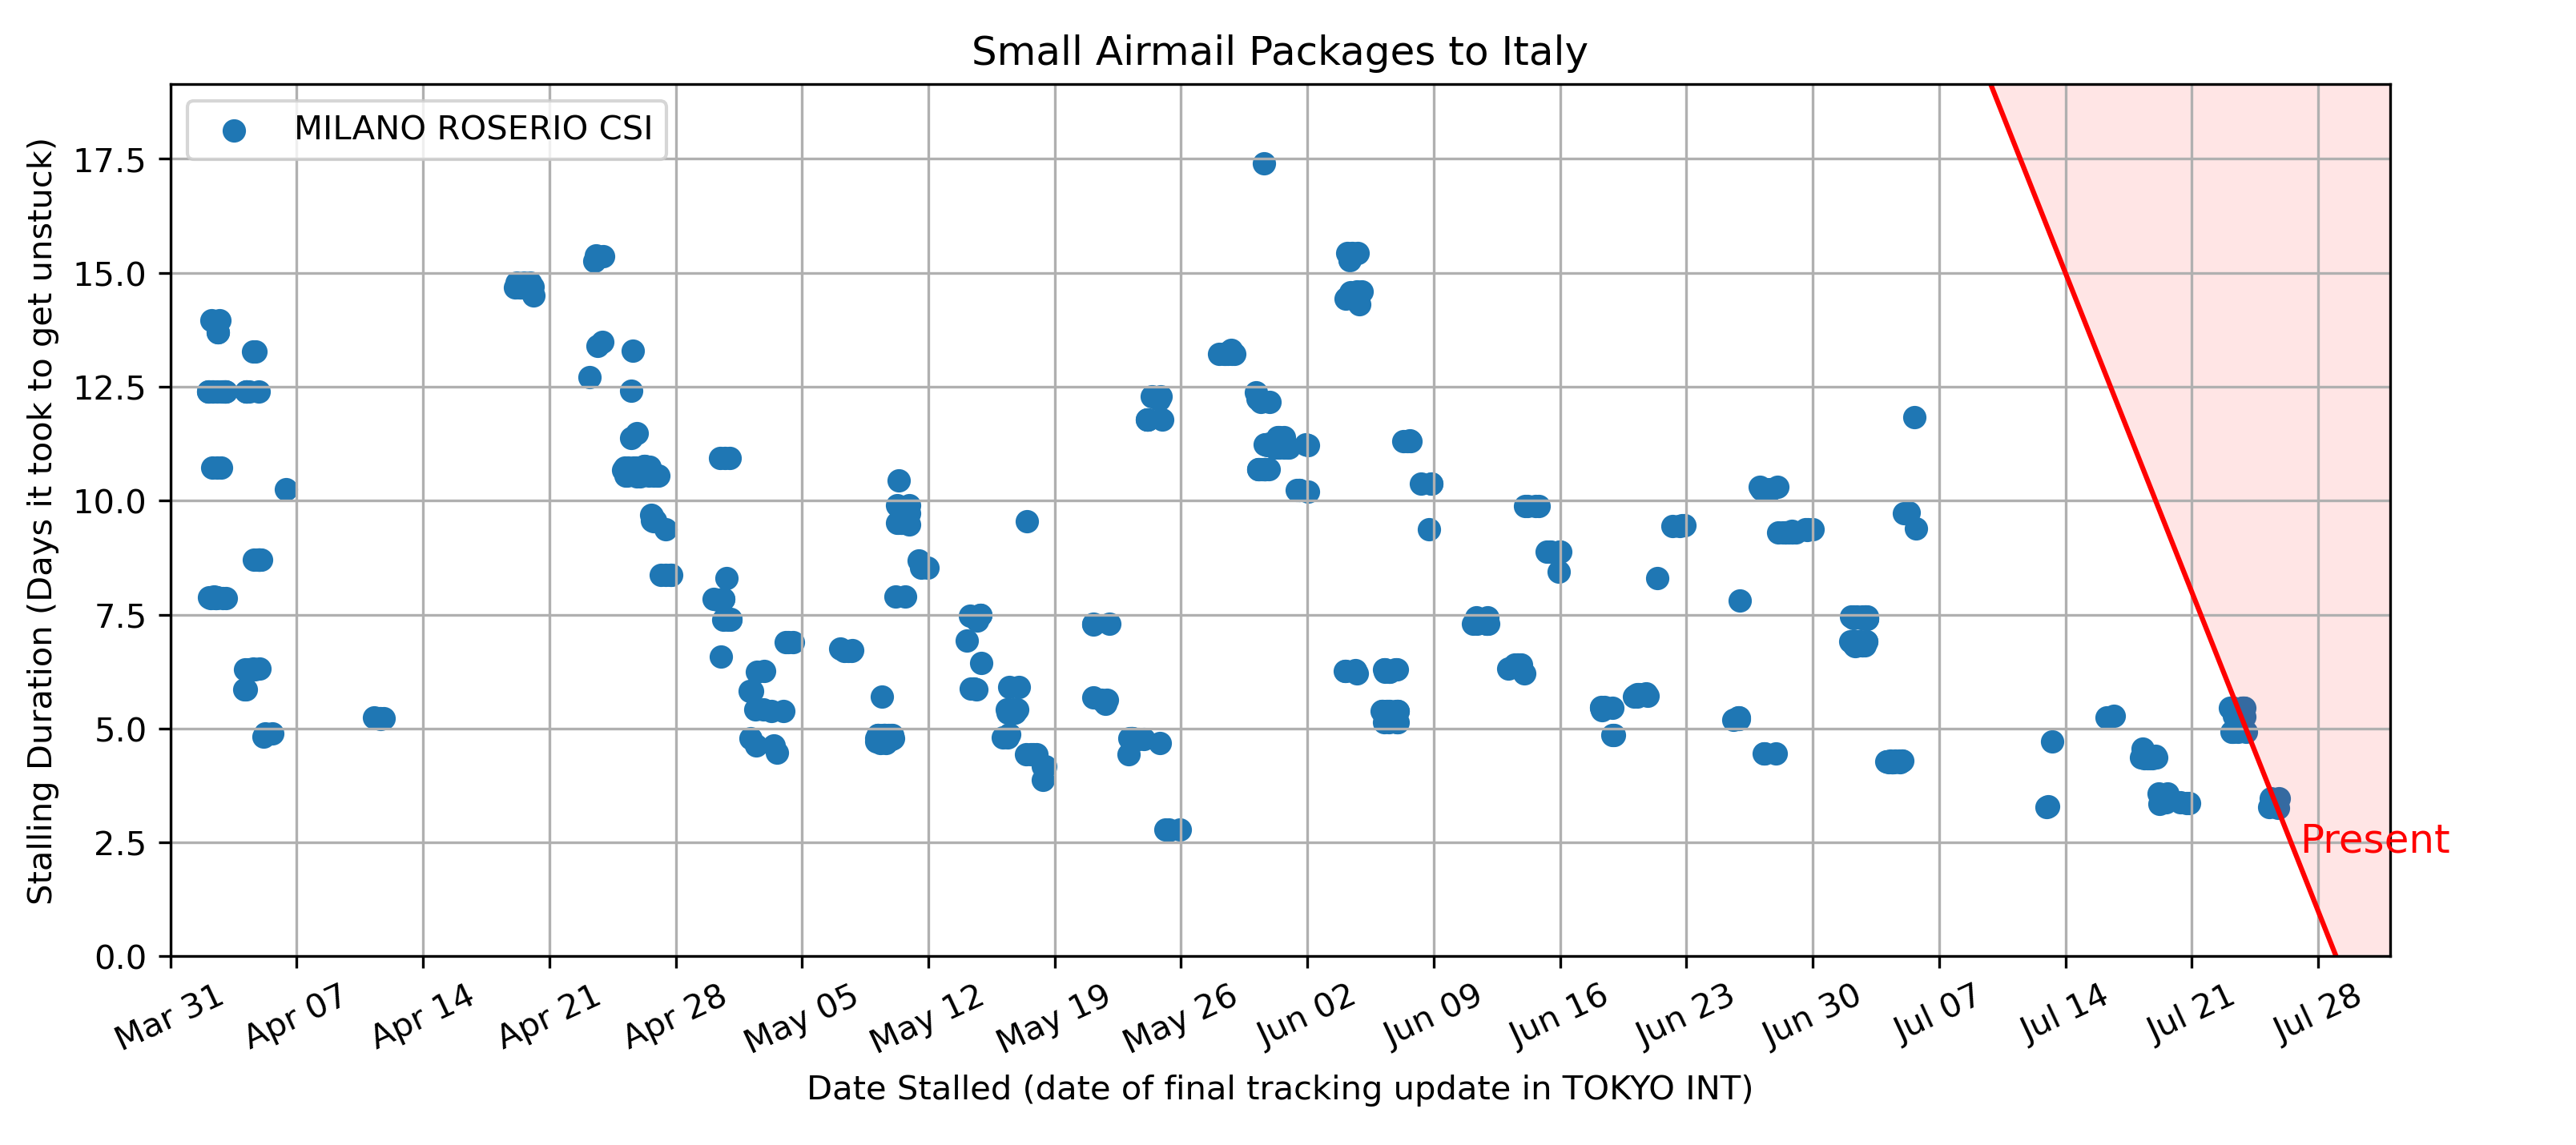 Small Airmail Packages to Italy
MILANO ROSERIO CSI
Stalling Duration (Days it took to get unstuck)
17.5
15.0
12.5
10.0
7.5
5.0
2.5
0.0
Present
Mar 31 Apr 07 Apr 14 Apr 21 Apr 28 May 05 May 12 May 19 May 26 Jun 02 Jun 09 Jun 16 Jun 23 Jun 30 Jul 07 Jul 14 Jul 21 Jul 28
Date Stalled (date of final tracking update in TOKYO INT)